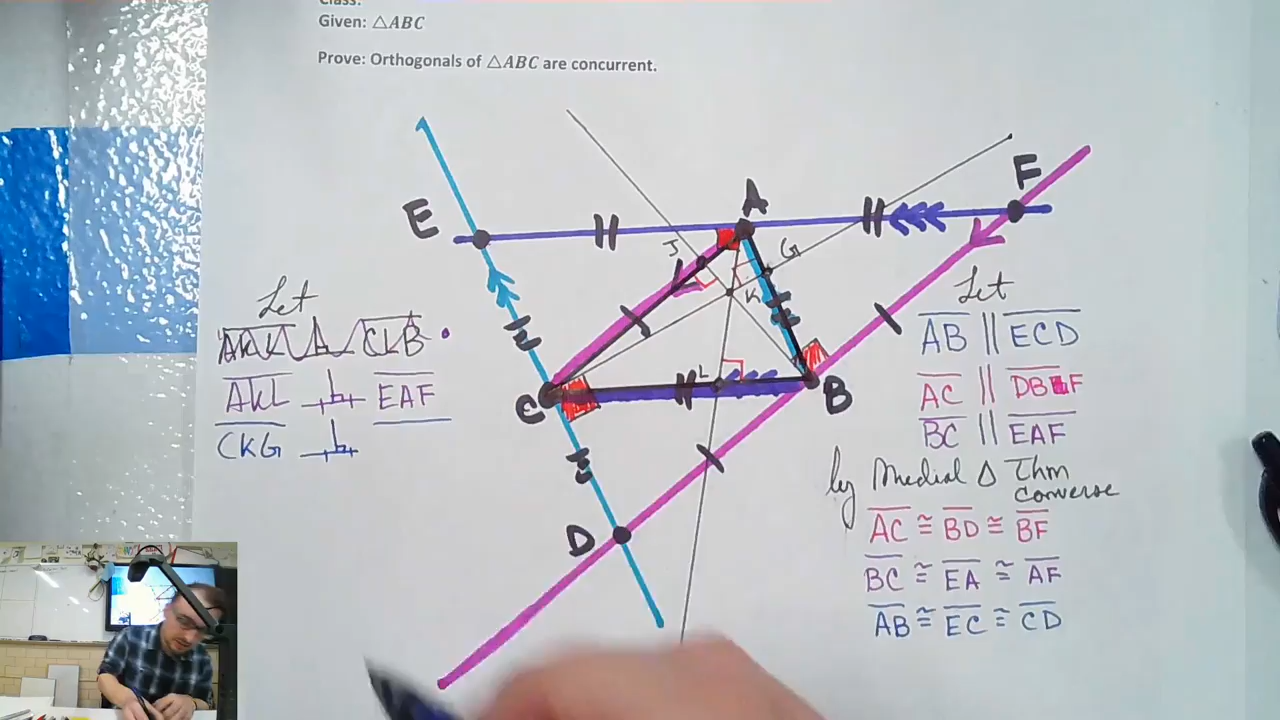 Class:
Given: △ABC
Prove: Orthogonals of △ABC are concurrent.
E
A
F
J
G
K
L
C
B
D
Let
AKL ⊥ EAF
CKG ⊥
Let
AB || ECD
AC || DBF
BC || EAF
by Medial △ Thm
converse
AC ≅ BD ≅ BF
BC ≅ EA ≅ AF
AB ≅ EC ≅ CD